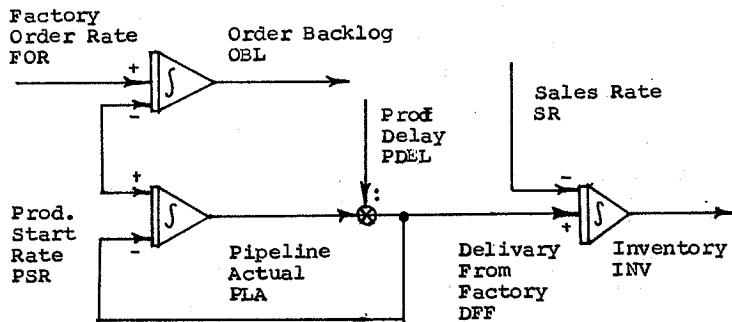 Factory
Order Rate
FOR
Order Backlog
OBL
+
∫
-
Sales Rate
SR
Prod
Delay
PDEL
:
+
∫
-
-
∫
+
Prod.
Start
Rate
PSR
Pipeline
Actual
PLA
Delivary
From
Factory
DFF
Inventory
INV